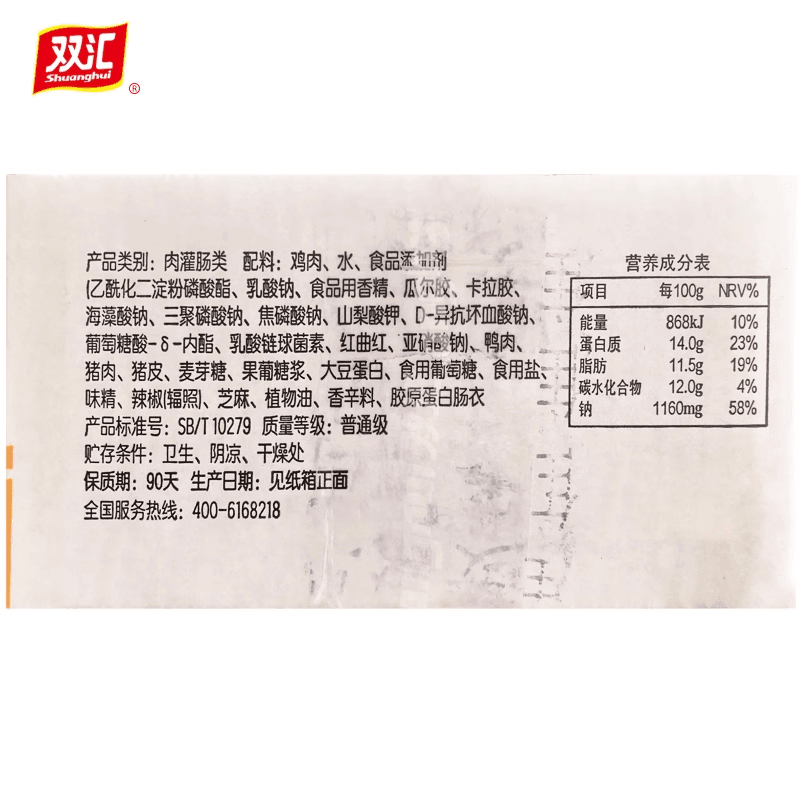 双汇
Shuanghui
®
产品类别：肉灌肠类 配料：鸡肉、水、食品添加剂
(乙酰化二淀粉磷酸酯、乳酸钠、食品用香精、瓜尔胶、卡拉胶、
海藻酸钠、三聚磷酸钠、焦磷酸钠、山梨酸钾、D-异抗坏血酸钠、
葡萄糖酸-δ-内酯、乳酸链球菌素、红曲红、亚硝酸钠)、鸭肉、
猪肉、猪皮、麦芽糖、果葡糖浆、大豆蛋白、食用葡萄糖、食用盐、
味精、辣椒(辐照)、芝麻、植物油、香辛料、胶原蛋白肠衣
产品标准号：SB/T 10279 质量等级：普通级
贮存条件：卫生、阴凉、干燥处
保质期：90天 生产日期：见纸箱正面
全国服务热线：400-6168218
营养成分表
项目 每100g NRV%
能量 868kJ 10%
蛋白质 14.0g 23%
脂肪 11.5g 19%
碳水化合物 12.0g 4%
钠 1160mg 58%